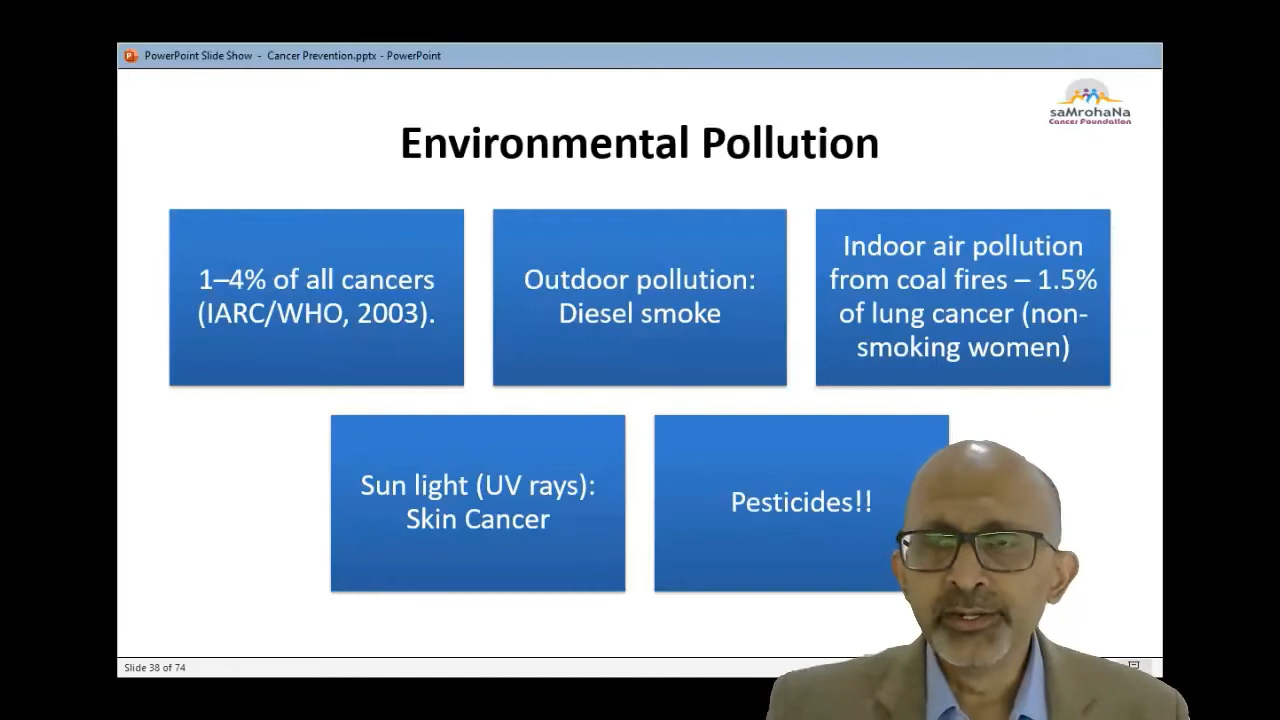 PowerPoint Slide Show - Cancer Prevention.pptx - PowerPoint
saMrohaNa
Cancer Foundation
Environmental Pollution
1–4% of all cancers
(IARC/WHO, 2003).
Outdoor pollution:
Diesel smoke
Indoor air pollution
from coal fires – 1.5%
of lung cancer (non-
smoking women)
Sun light (UV rays):
Skin Cancer
Pesticides!!
Slide 38 of 74